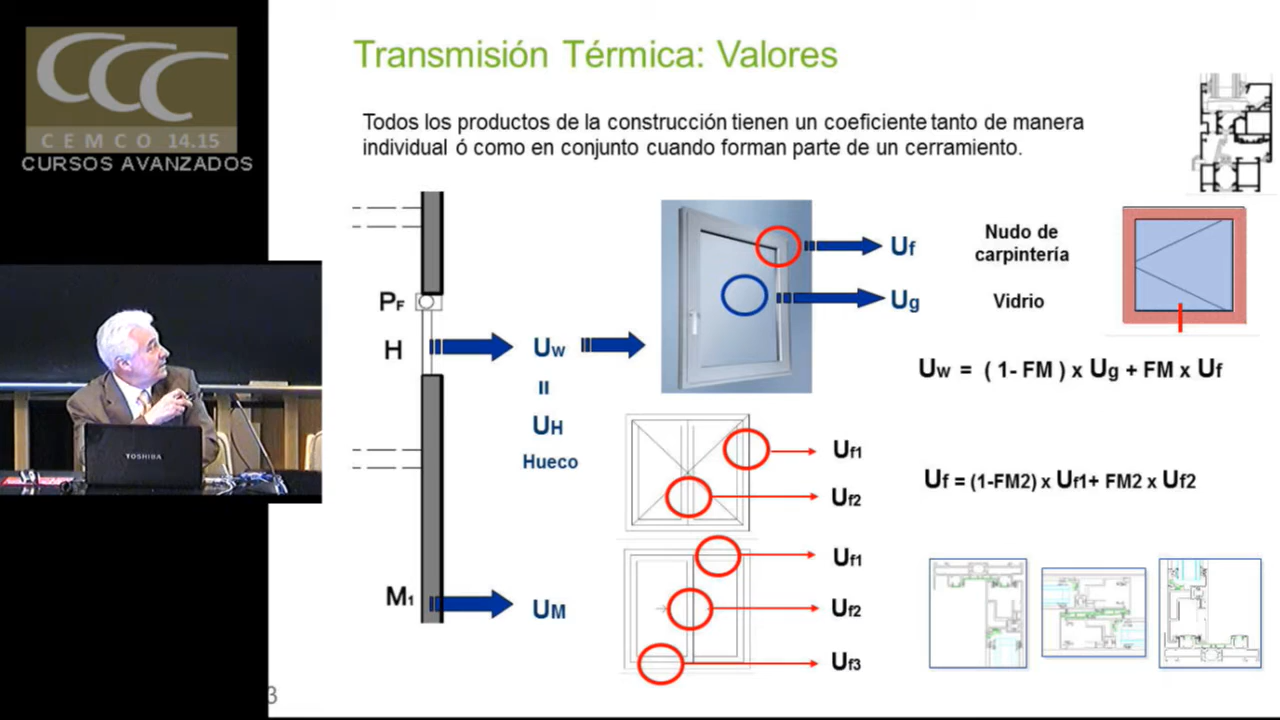 CCC
CEMCO 14.15
CURSOS AVANZADOS
TOSHIBA
Transmisión Térmica: Valores
Todos los productos de la construcción tienen un coeficiente tanto de manera
individual ó como en conjunto cuando forman parte de un cerramiento.
PF
H
M1
Uw
=
UH
Hueco
UM
Uf
Ug
Nudo de
carpintería
Vidrio
Uw = ( 1- FM ) x Ug + FM x Uf
Uf1
Uf2
Uf = (1-FM2) x Uf1+ FM2 x Uf2
Uf1
Uf2
Uf3
3